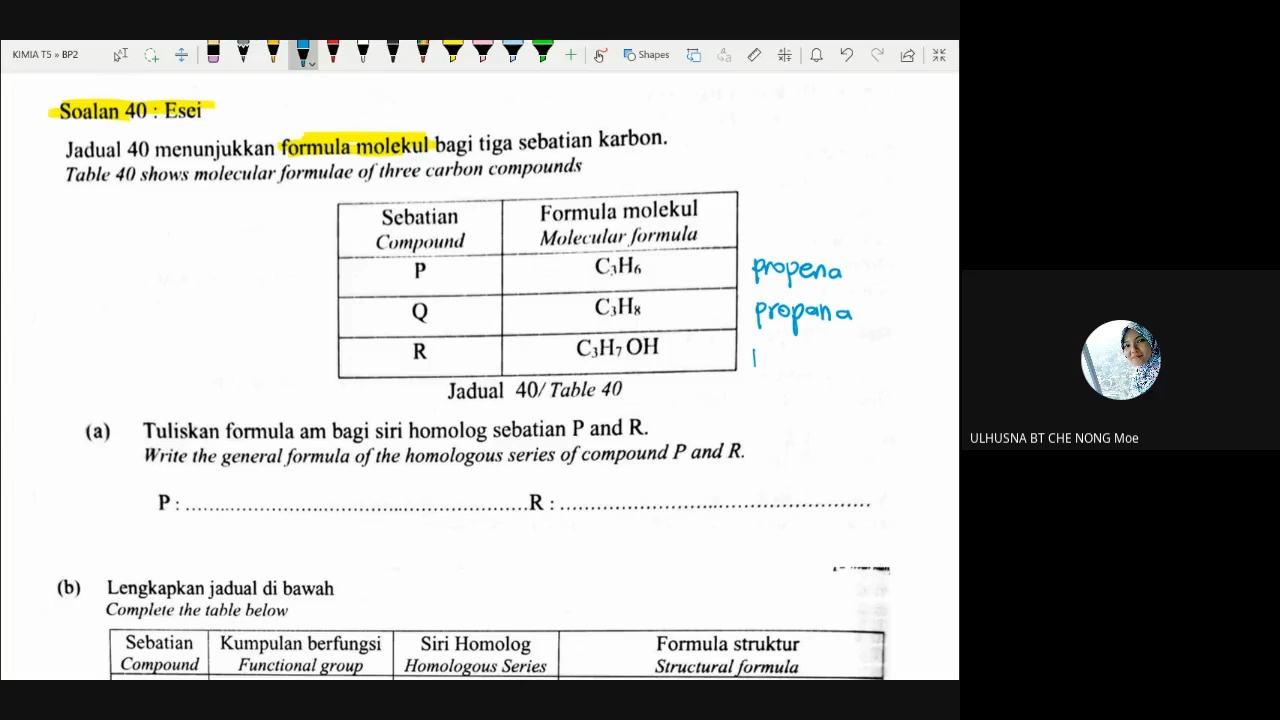 KIMIA T5 » BP2
Shapes
Soalan 40 : Esei
Jadual 40 menunjukkan formula molekul bagi tiga sebatian karbon.
Table 40 shows molecular formulae of three carbon compounds
Sebatian Formula molekul
Compound Molecular formula
P C₃H₆ propena
Q C₃H₈ propana
R C₃H₇ OH
Jadual 40/ Table 40
(a) Tuliskan formula am bagi siri homolog sebatian P and R.
Write the general formula of the homologous series of compound P and R.
P : ........................................................R : ........................................................
ULHUSNA BT CHE NONG Moe
(b) Lengkapkan jadual di bawah
Complete the table below
Sebatian Kumpulan berfungsi Siri Homolog Formula struktur
Compound Functional group Homologous Series Structural formula